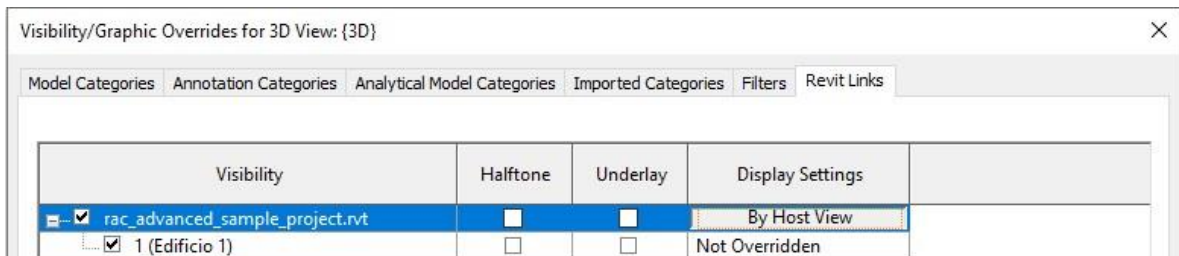 Visibility/Graphic Overrides for 3D View: {3D}
Model Categories Annotation Categories Analytical Model Categories Imported Categories Filters Revit Links
Visibility Halftone Underlay Display Settings
rac_advanced_sample_project.rvt By Host View
1 (Edificio 1) Not Overridden